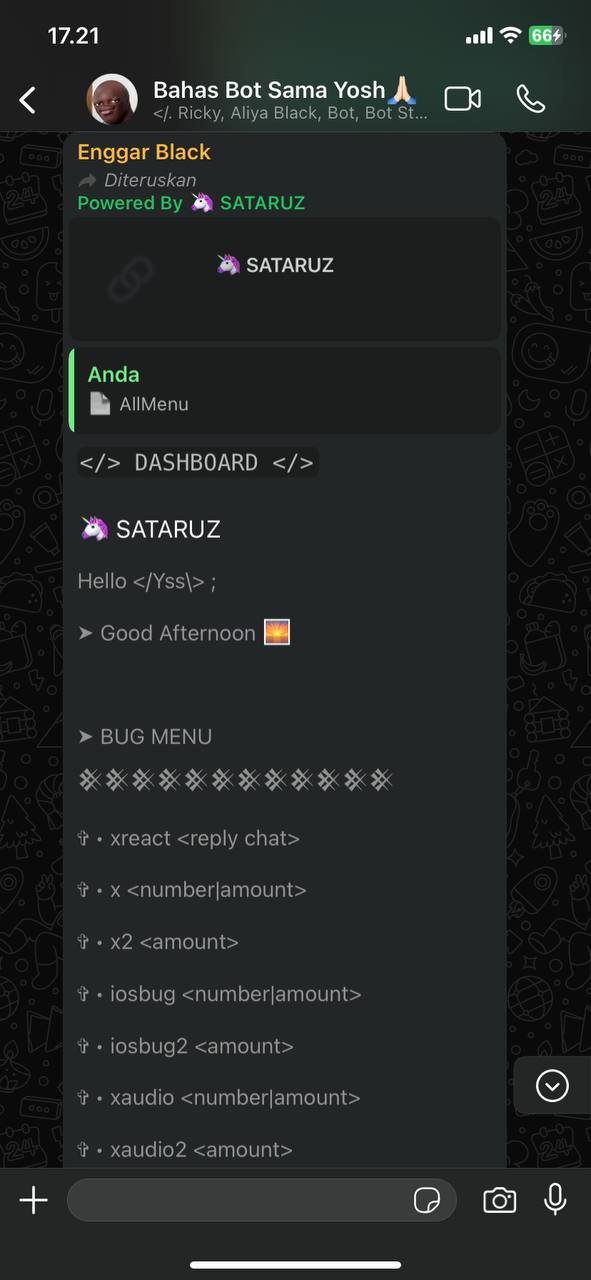 17.21
66
Bahas Bot Sama Yosh🙏🏻
</. Ricky, Aliya Black, Bot, Bot St...
Enggar Black
Diteruskan
Powered By 🦄 SATARUZ
🦄 SATARUZ
Anda
AllMenu
</> DASHBOARD </>
🦄 SATARUZ
Hello </Yss\> ;
➤ Good Afternoon 🌅
➤ BUG MENU
✞ • xreact <reply chat>
✞ • x <number|amount>
✞ • x2 <amount>
✞ • iosbug <number|amount>
✞ • iosbug2 <amount>
✞ • xaudio <number|amount>
✞ • xaudio2 <amount>